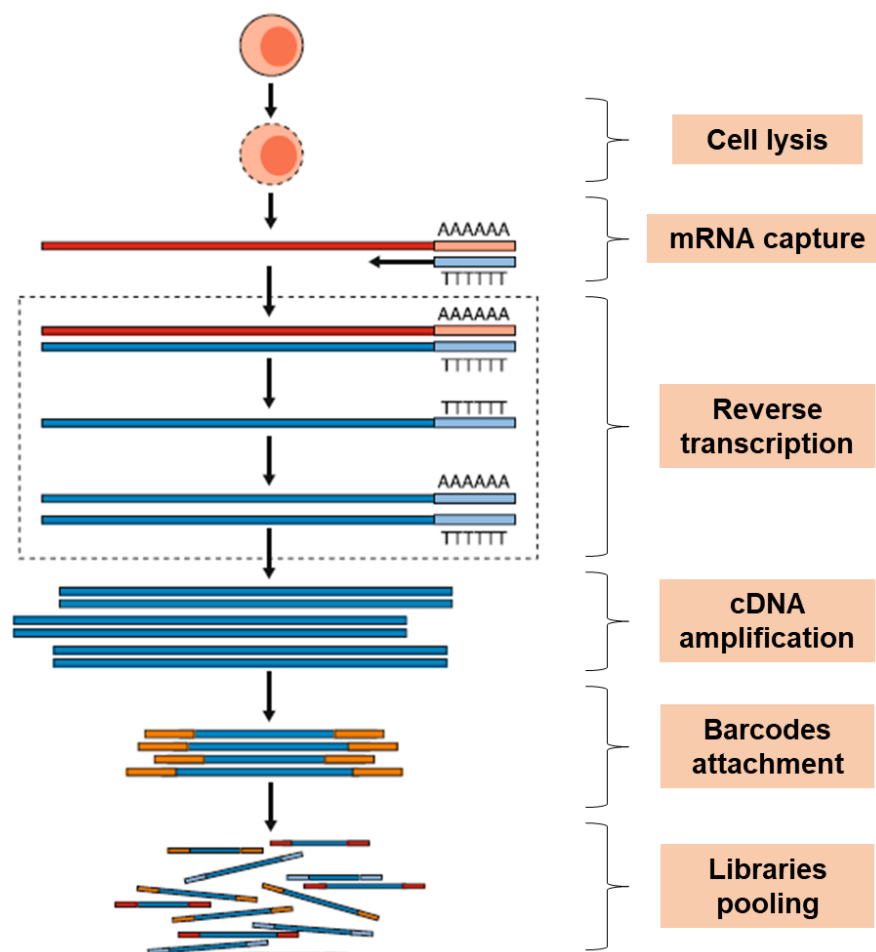 Cell lysis
AAAAAA
mRNA capture
TTTTTT
AAAAAA
TTTTTT
TTTTTT
Reverse
transcription
AAAAAA
TTTTTT
cDNA
amplification
Barcodes
attachment
Libraries
pooling